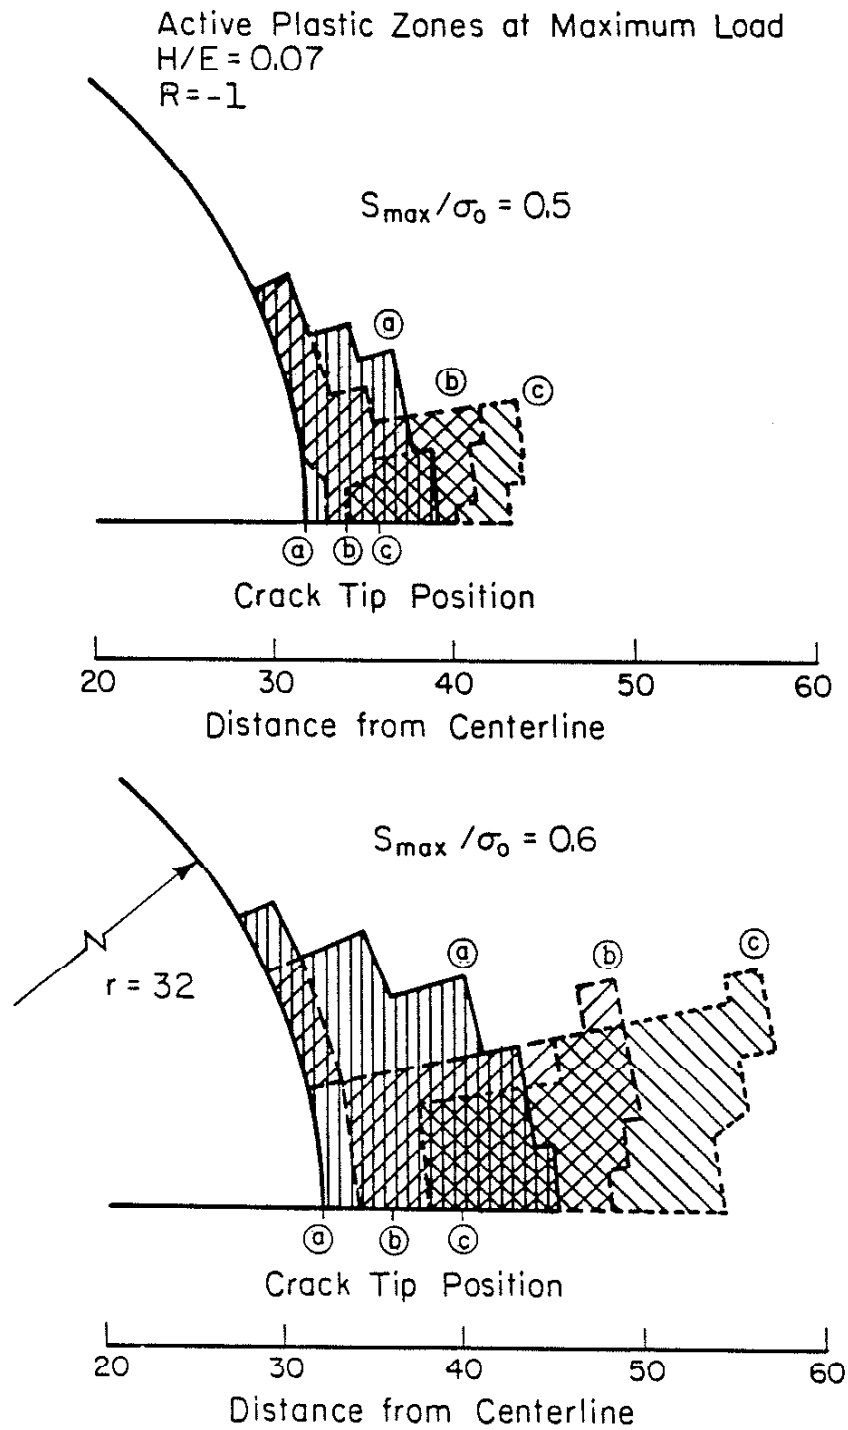 Active Plastic Zones at Maximum Load
H/E = 0.07
R = -1
Smax/σo = 0.5
a
b
c
a b c
Crack Tip Position
20 30 40 50 60
Distance from Centerline
Smax /σo = 0.6
a
b
c
r = 32
a b c
Crack Tip Position
20 30 40 50 60
Distance from Centerline